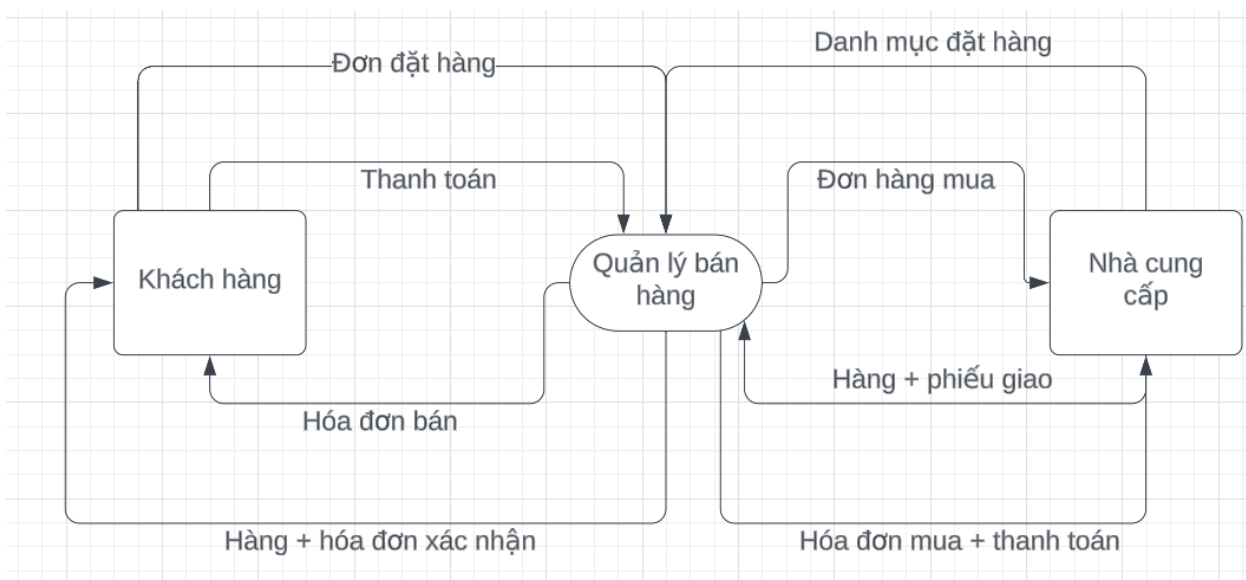 Danh mục đặt hàng
Đơn đặt hàng
Thanh toán
Đơn hàng mua
Khách hàng
Quản lý bán
hàng
Nhà cung
cấp
Hàng + phiếu giao
Hóa đơn bán
Hàng + hóa đơn xác nhận
Hóa đơn mua + thanh toán